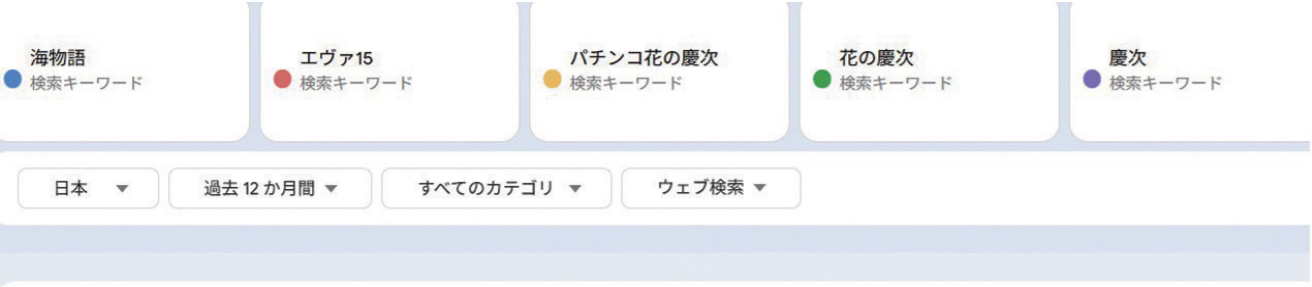 海物語
検索キーワード
エヴァ15
検索キーワード
パチンコ花の慶次
検索キーワード
花の慶次
検索キーワード
慶次
検索キーワード
日本
過去 12 か月間
すべてのカテゴリ
ウェブ検索